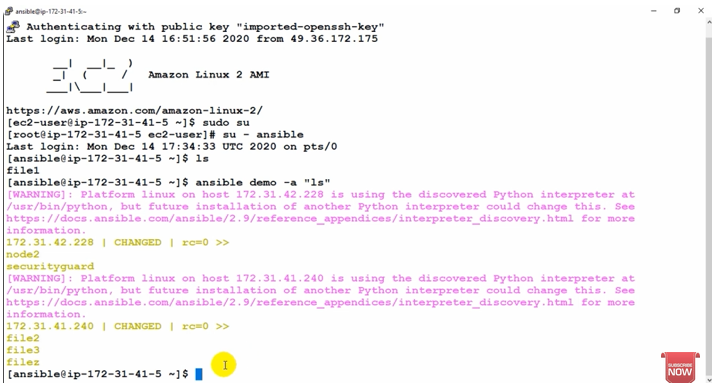 ansible@ip-172-31-41-5:~
Authenticating with public key "imported-openssh-key"
Last login: Mon Dec 14 16:51:56 2020 from 49.36.172.175
__|  __|_  )
_|  (     /   Amazon Linux 2 AMI
___|\___|___|
https://aws.amazon.com/amazon-linux-2/
[ec2-user@ip-172-31-41-5 ~]$ sudo su
[root@ip-172-31-41-5 ec2-user]# su - ansible
Last login: Mon Dec 14 17:34:33 UTC 2020 on pts/0
[ansible@ip-172-31-41-5 ~]$ ls
file1
[ansible@ip-172-31-41-5 ~]$ ansible demo -a "ls"
[WARNING]: Platform linux on host 172.31.42.228 is using the discovered Python interpreter at
/usr/bin/python, but future installation of another Python interpreter could change this. See
https://docs.ansible.com/ansible/2.9/reference_appendices/interpreter_discovery.html for more
information.
172.31.42.228 | CHANGED | rc=0 >>
node2
securityguard
[WARNING]: Platform linux on host 172.31.41.240 is using the discovered Python interpreter at
/usr/bin/python, but future installation of another Python interpreter could change this. See
https://docs.ansible.com/ansible/2.9/reference_appendices/interpreter_discovery.html for more
information.
172.31.41.240 | CHANGED | rc=0 >>
file2
file3
filez
[ansible@ip-172-31-41-5 ~]$
SUBSCRIBE
NOW